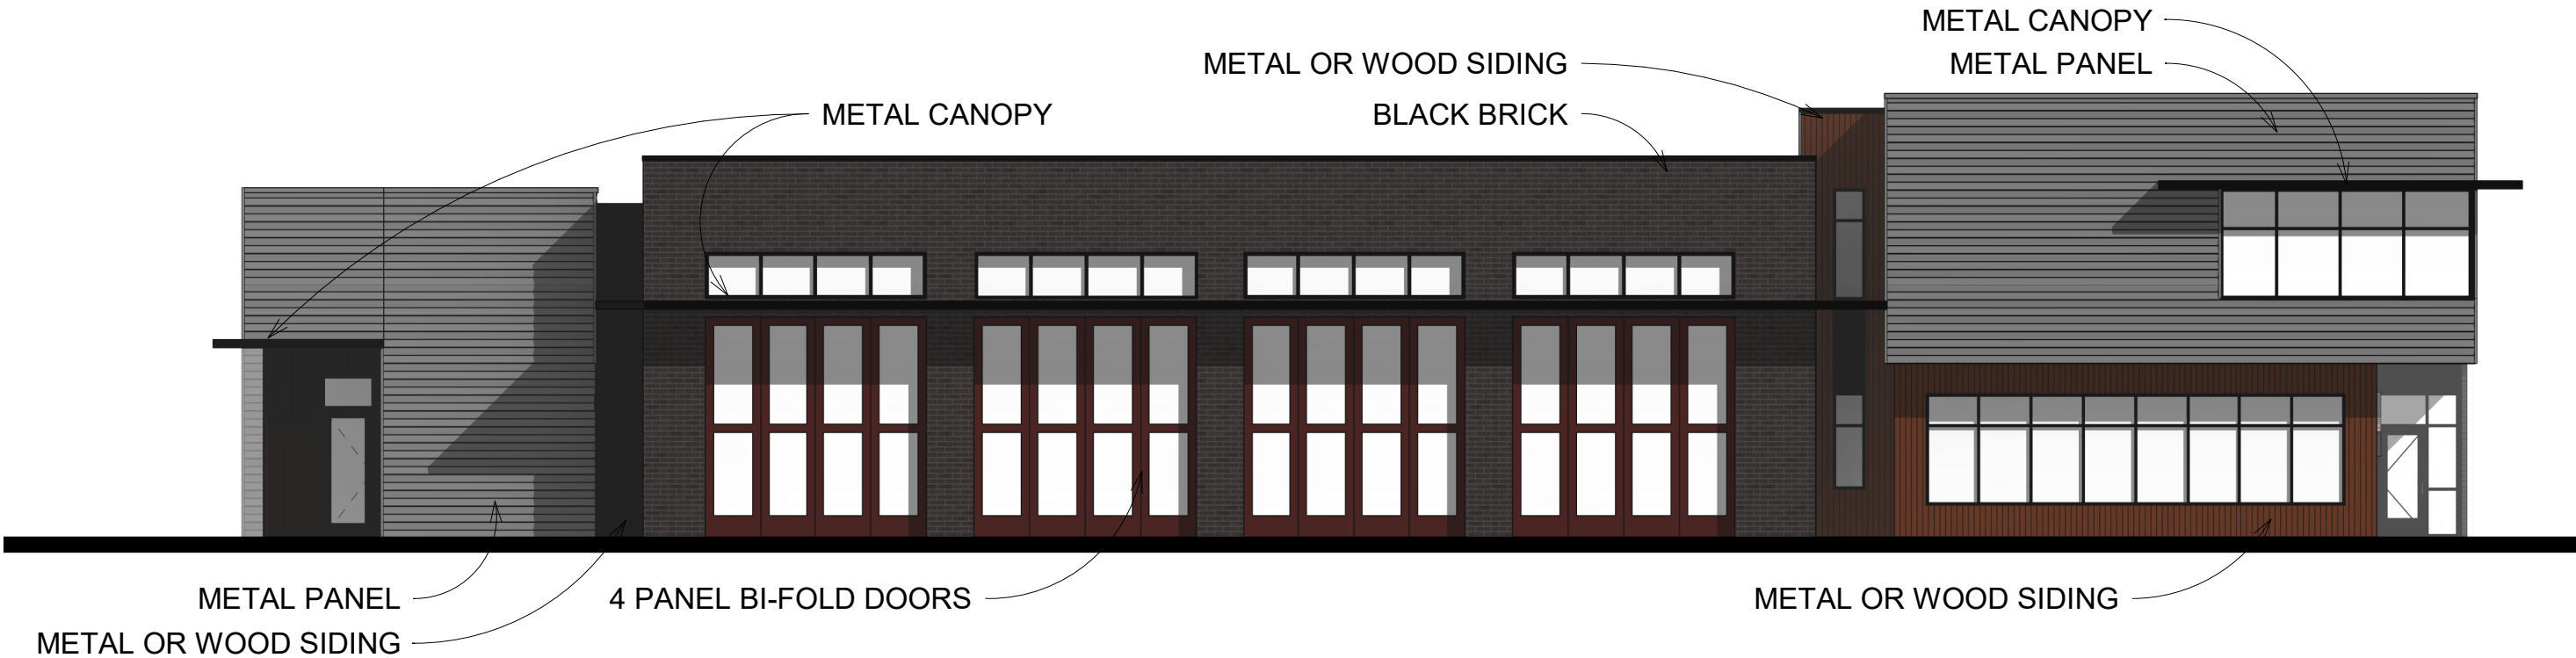 METAL CANOPY
METAL OR WOOD SIDING
METAL PANEL
METAL CANOPY
BLACK BRICK
METAL PANEL
4 PANEL BI-FOLD DOORS
METAL OR WOOD SIDING
METAL OR WOOD SIDING